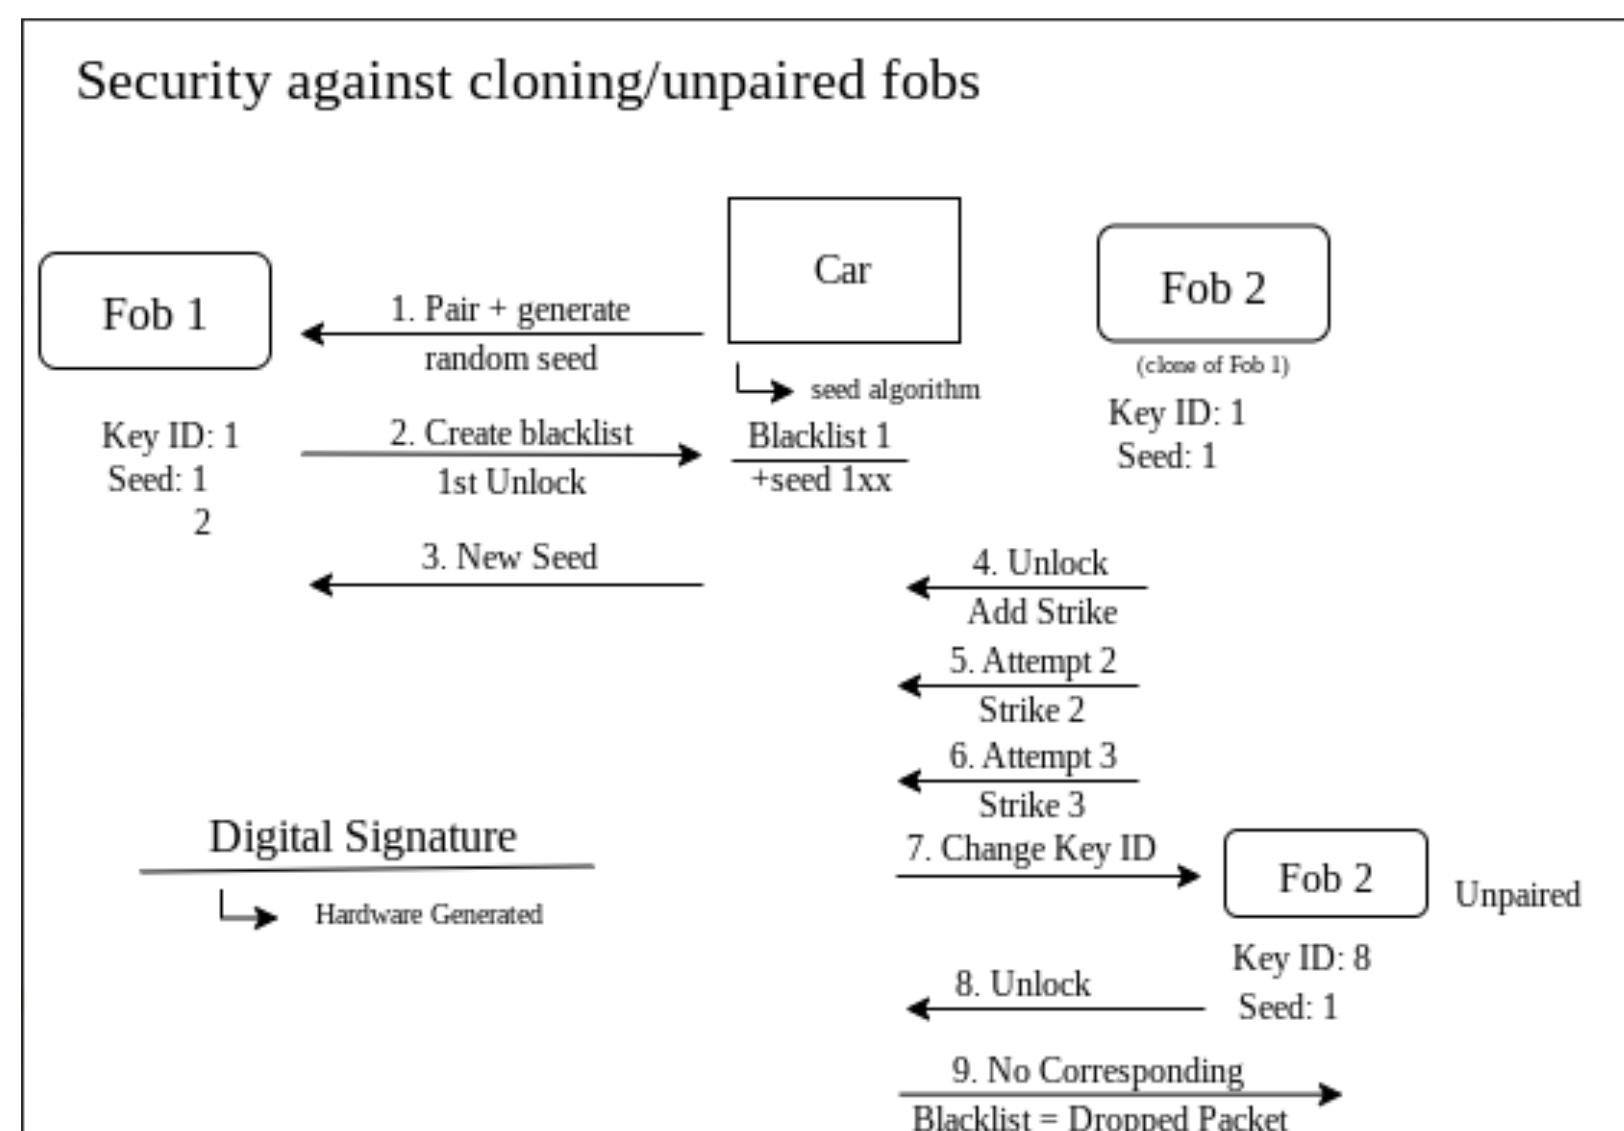 Security against cloning/unpaired fobs
Car
Fob 1
Fob 2
1. Pair + generate
random seed
(clone of Fob 1)
seed algorithm
Key ID: 1
Seed: 1
Key ID: 1
Seed: 1
2
2. Create blacklist
1st Unlock
Blacklist 1
+seed 1xx
3. New Seed
4. Unlock
Add Strike
5. Attempt 2
Strike 2
6. Attempt 3
Strike 3
Digital Signature
Hardware Generated
7. Change Key ID
Fob 2
Unpaired
Key ID: 8
Seed: 1
8. Unlock
9. No Corresponding
Blacklist = Dropped Packet